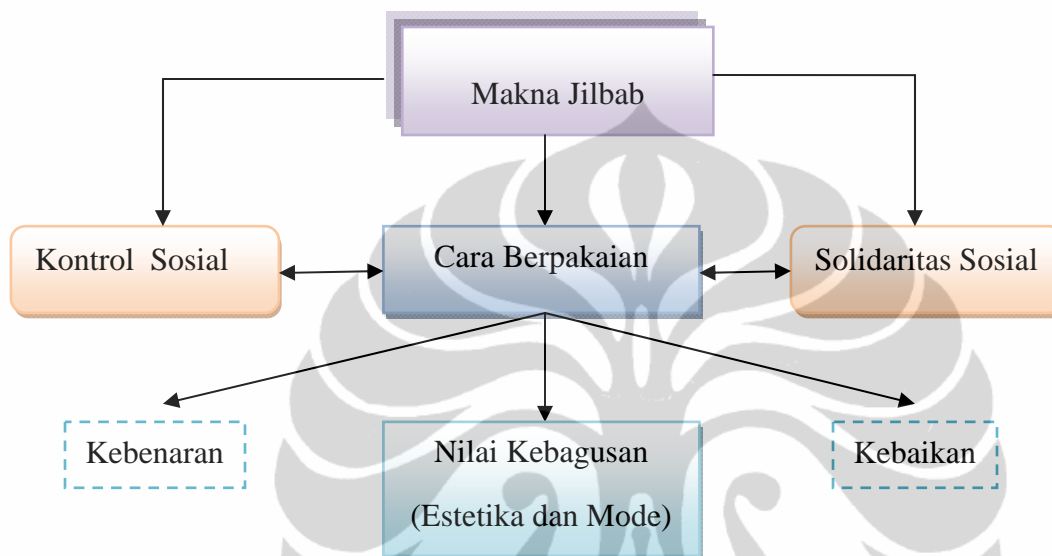 Makna Jilbab
Kontrol Sosial
Cara Berpakaian
Solidaritas Sosial
Kebenaran
Nilai Kebagusan
(Estetika dan Mode)
Kebaikan